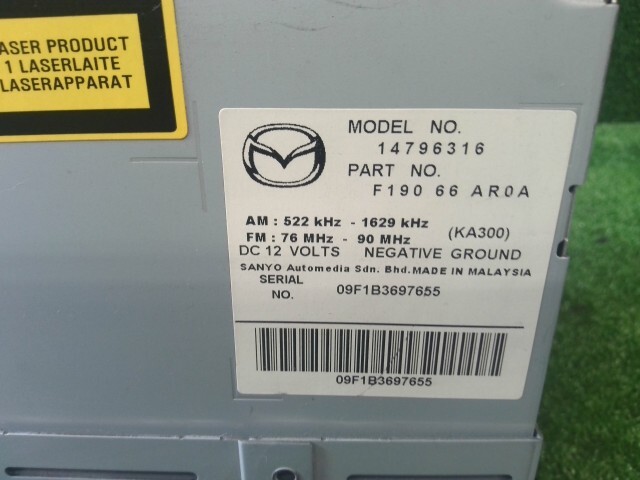 LASER PRODUCT
1 LASERLAITE
LASERAPPARAT
MODEL NO.
14796316
PART NO.
F190 66 AR0A
AM : 522 kHz - 1629 kHz
FM : 76 MHz - 90 MHz (KA300)
DC 12 VOLTS NEGATIVE GROUND
SANYO Automedia Sdn. Bhd. MADE IN MALAYSIA
SERIAL
NO. 09F1B3697655
09F1B3697655